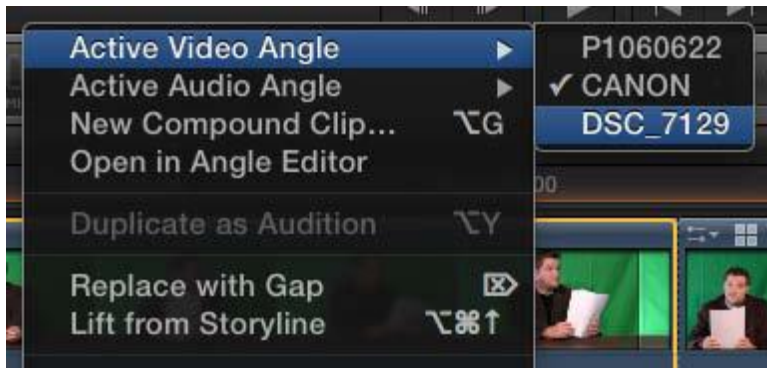 Active Video Angle
Active Audio Angle
New Compound Clip... ⌥G
Open in Angle Editor
Duplicate as Audition ⌥Y
Replace with Gap ⌦
Lift from Storyline ⌥⌘↑
P1060622
✓ CANON
DSC_7129
00